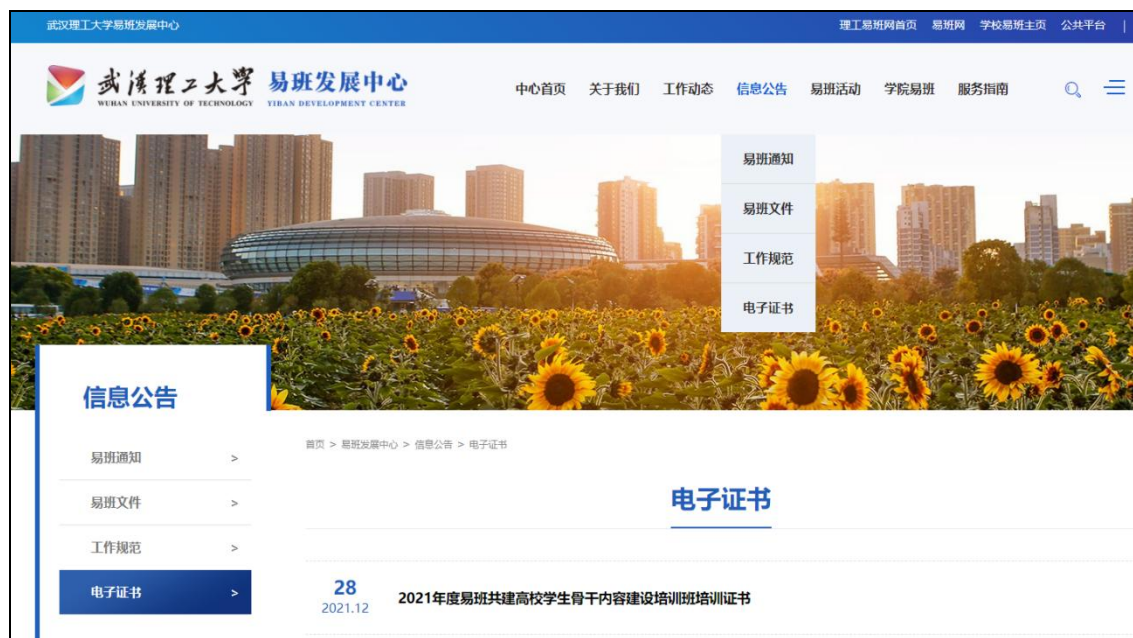 武汉理工大学易班发展中心
理工易班网首页 易班网 学校易班主页 公共平台 |
武汉理工大学 易班发展中心
WUHAN UNIVERSITY OF TECHNOLOGY YIBAN DEVELOPMENT CENTER
中心首页 关于我们 工作动态 信息公告 易班活动 学院易班 服务指南
易班通知
易班文件
工作规范
电子证书
信息公告
易班通知 >
易班文件 >
工作规范 >
电子证书 >
首页 > 易班发展中心 > 信息公告 > 电子证书
电子证书
28
2021.12
2021年度易班共建高校学生骨干内容建设培训班培训证书